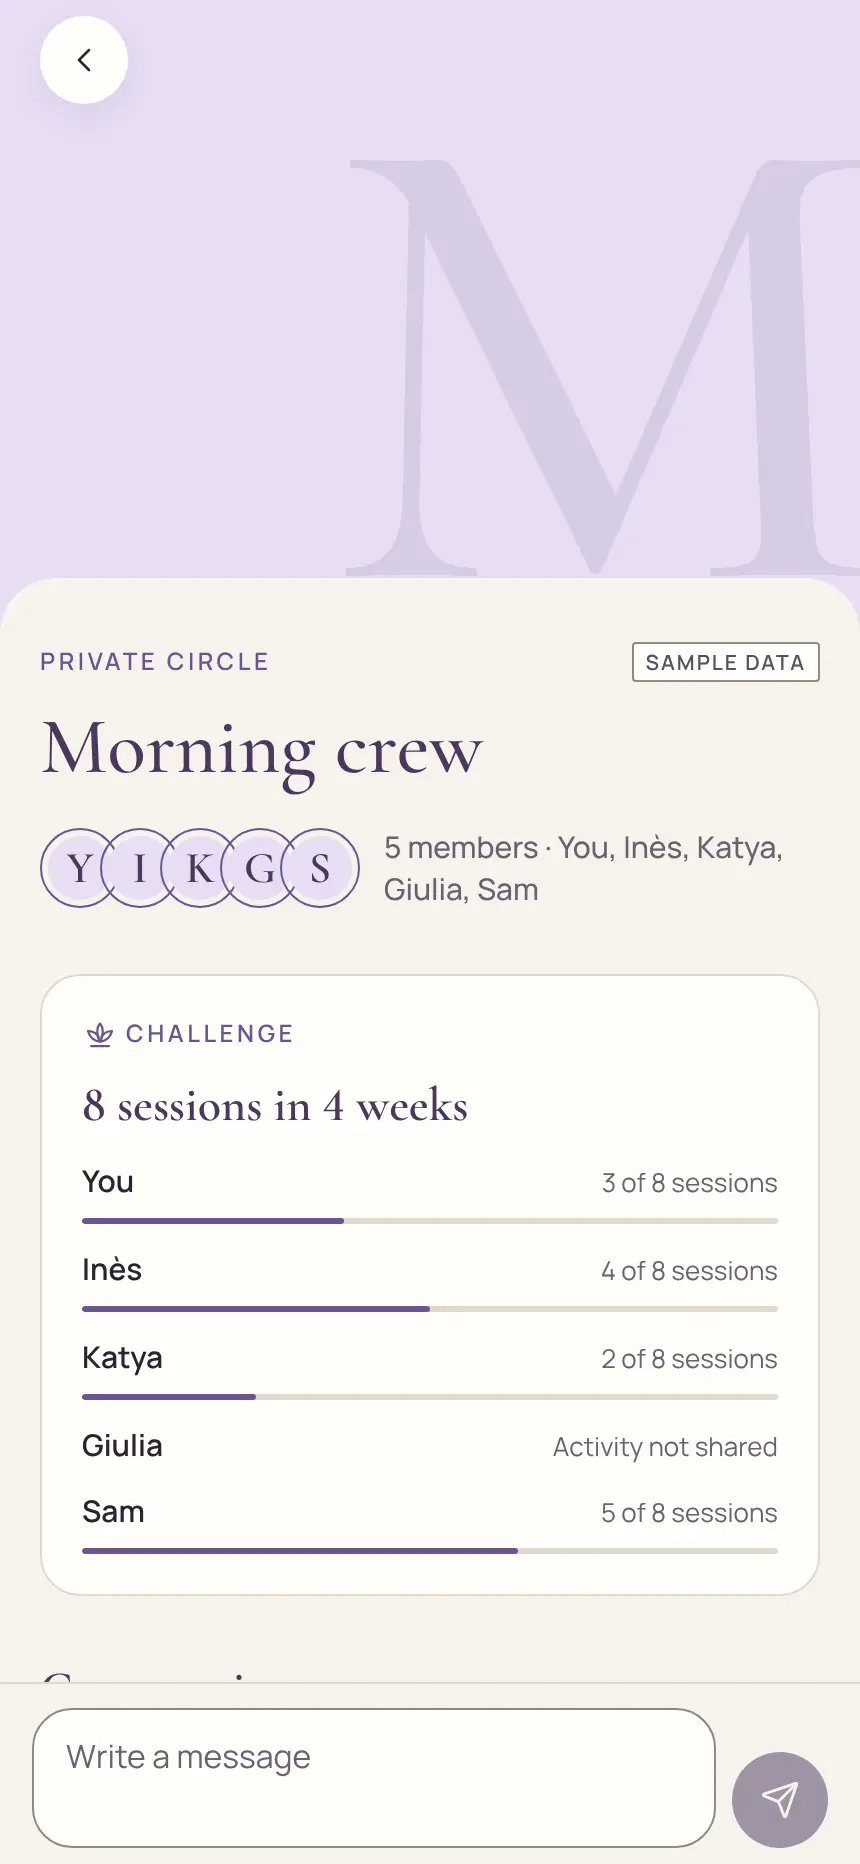 M
PRIVATE CIRCLE
SAMPLE DATA
Morning crew
Y I K G S
5 members · You, Inès, Katya,
Giulia, Sam
CHALLENGE
8 sessions in 4 weeks
You 3 of 8 sessions
Inès 4 of 8 sessions
Katya 2 of 8 sessions
Giulia Activity not shared
Sam 5 of 8 sessions
Write a message